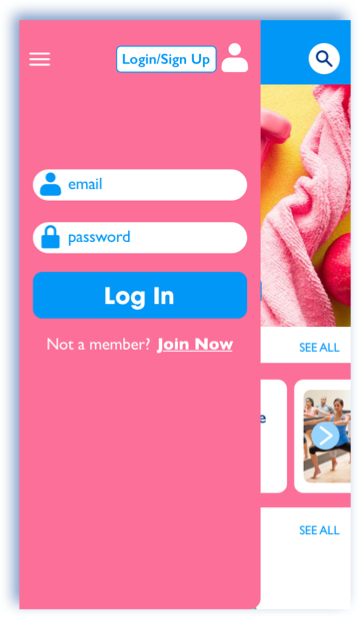 Login/Sign Up
email
password
Log In
Not a member? Join Now
SEE ALL
e
SEE ALL